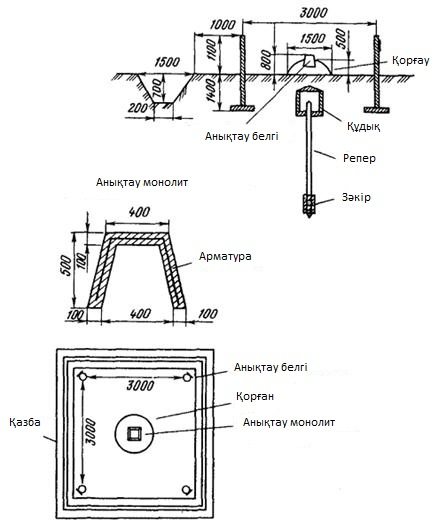 3000
1000
1500
1100
800
500
Қорғау
1500
700
200
1400
Анықтау белгі
Құдық
Репер
Зәкір
Анықтау монолит
400
500
100
Арматура
100
400
100
Анықтау белгі
3000
Қорған
Қазба
3000
Анықтау монолит